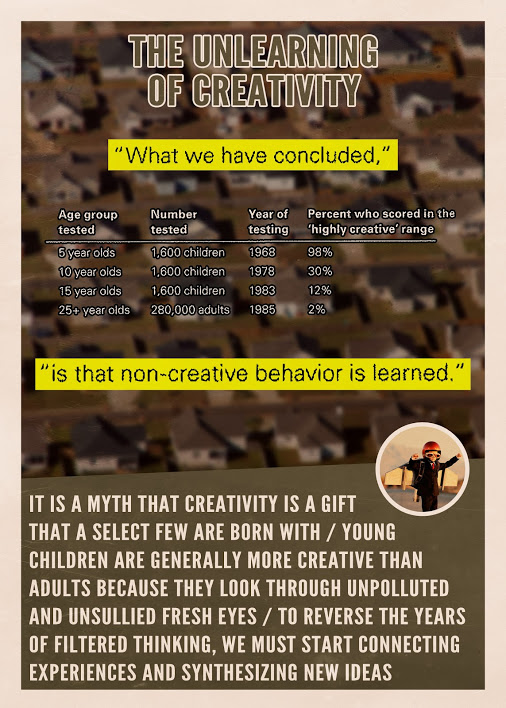 THE UNLEARNING
OF CREATIVITY
"What we have concluded,"
Age group tested Number tested Year of testing Percent who scored in the 'highly creative' range
5 year olds 1,600 children 1968 98%
10 year olds 1,600 children 1978 30%
15 year olds 1,600 children 1983 12%
25+ year olds 280,000 adults 1985 2%
"is that non-creative behavior is learned."
IT IS A MYTH THAT CREATIVITY IS A GIFT
THAT A SELECT FEW ARE BORN WITH / YOUNG
CHILDREN ARE GENERALLY MORE CREATIVE THAN
ADULTS BECAUSE THEY LOOK THROUGH UNPOLLUTED
AND UNSULLIED FRESH EYES / TO REVERSE THE YEARS
OF FILTERED THINKING, WE MUST START CONNECTING
EXPERIENCES AND SYNTHESIZING NEW IDEAS